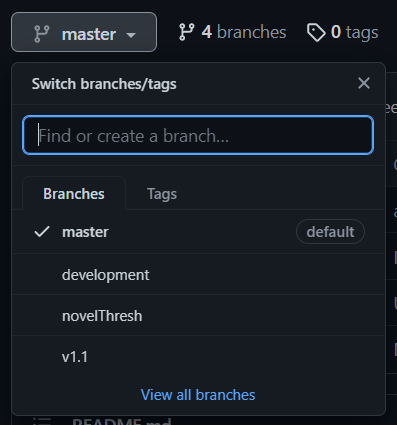 master
4 branches
0 tags
Switch branches/tags
Find or create a branch...
Branches
Tags
master
default
development
novelThresh
v1.1
View all branches
README.md